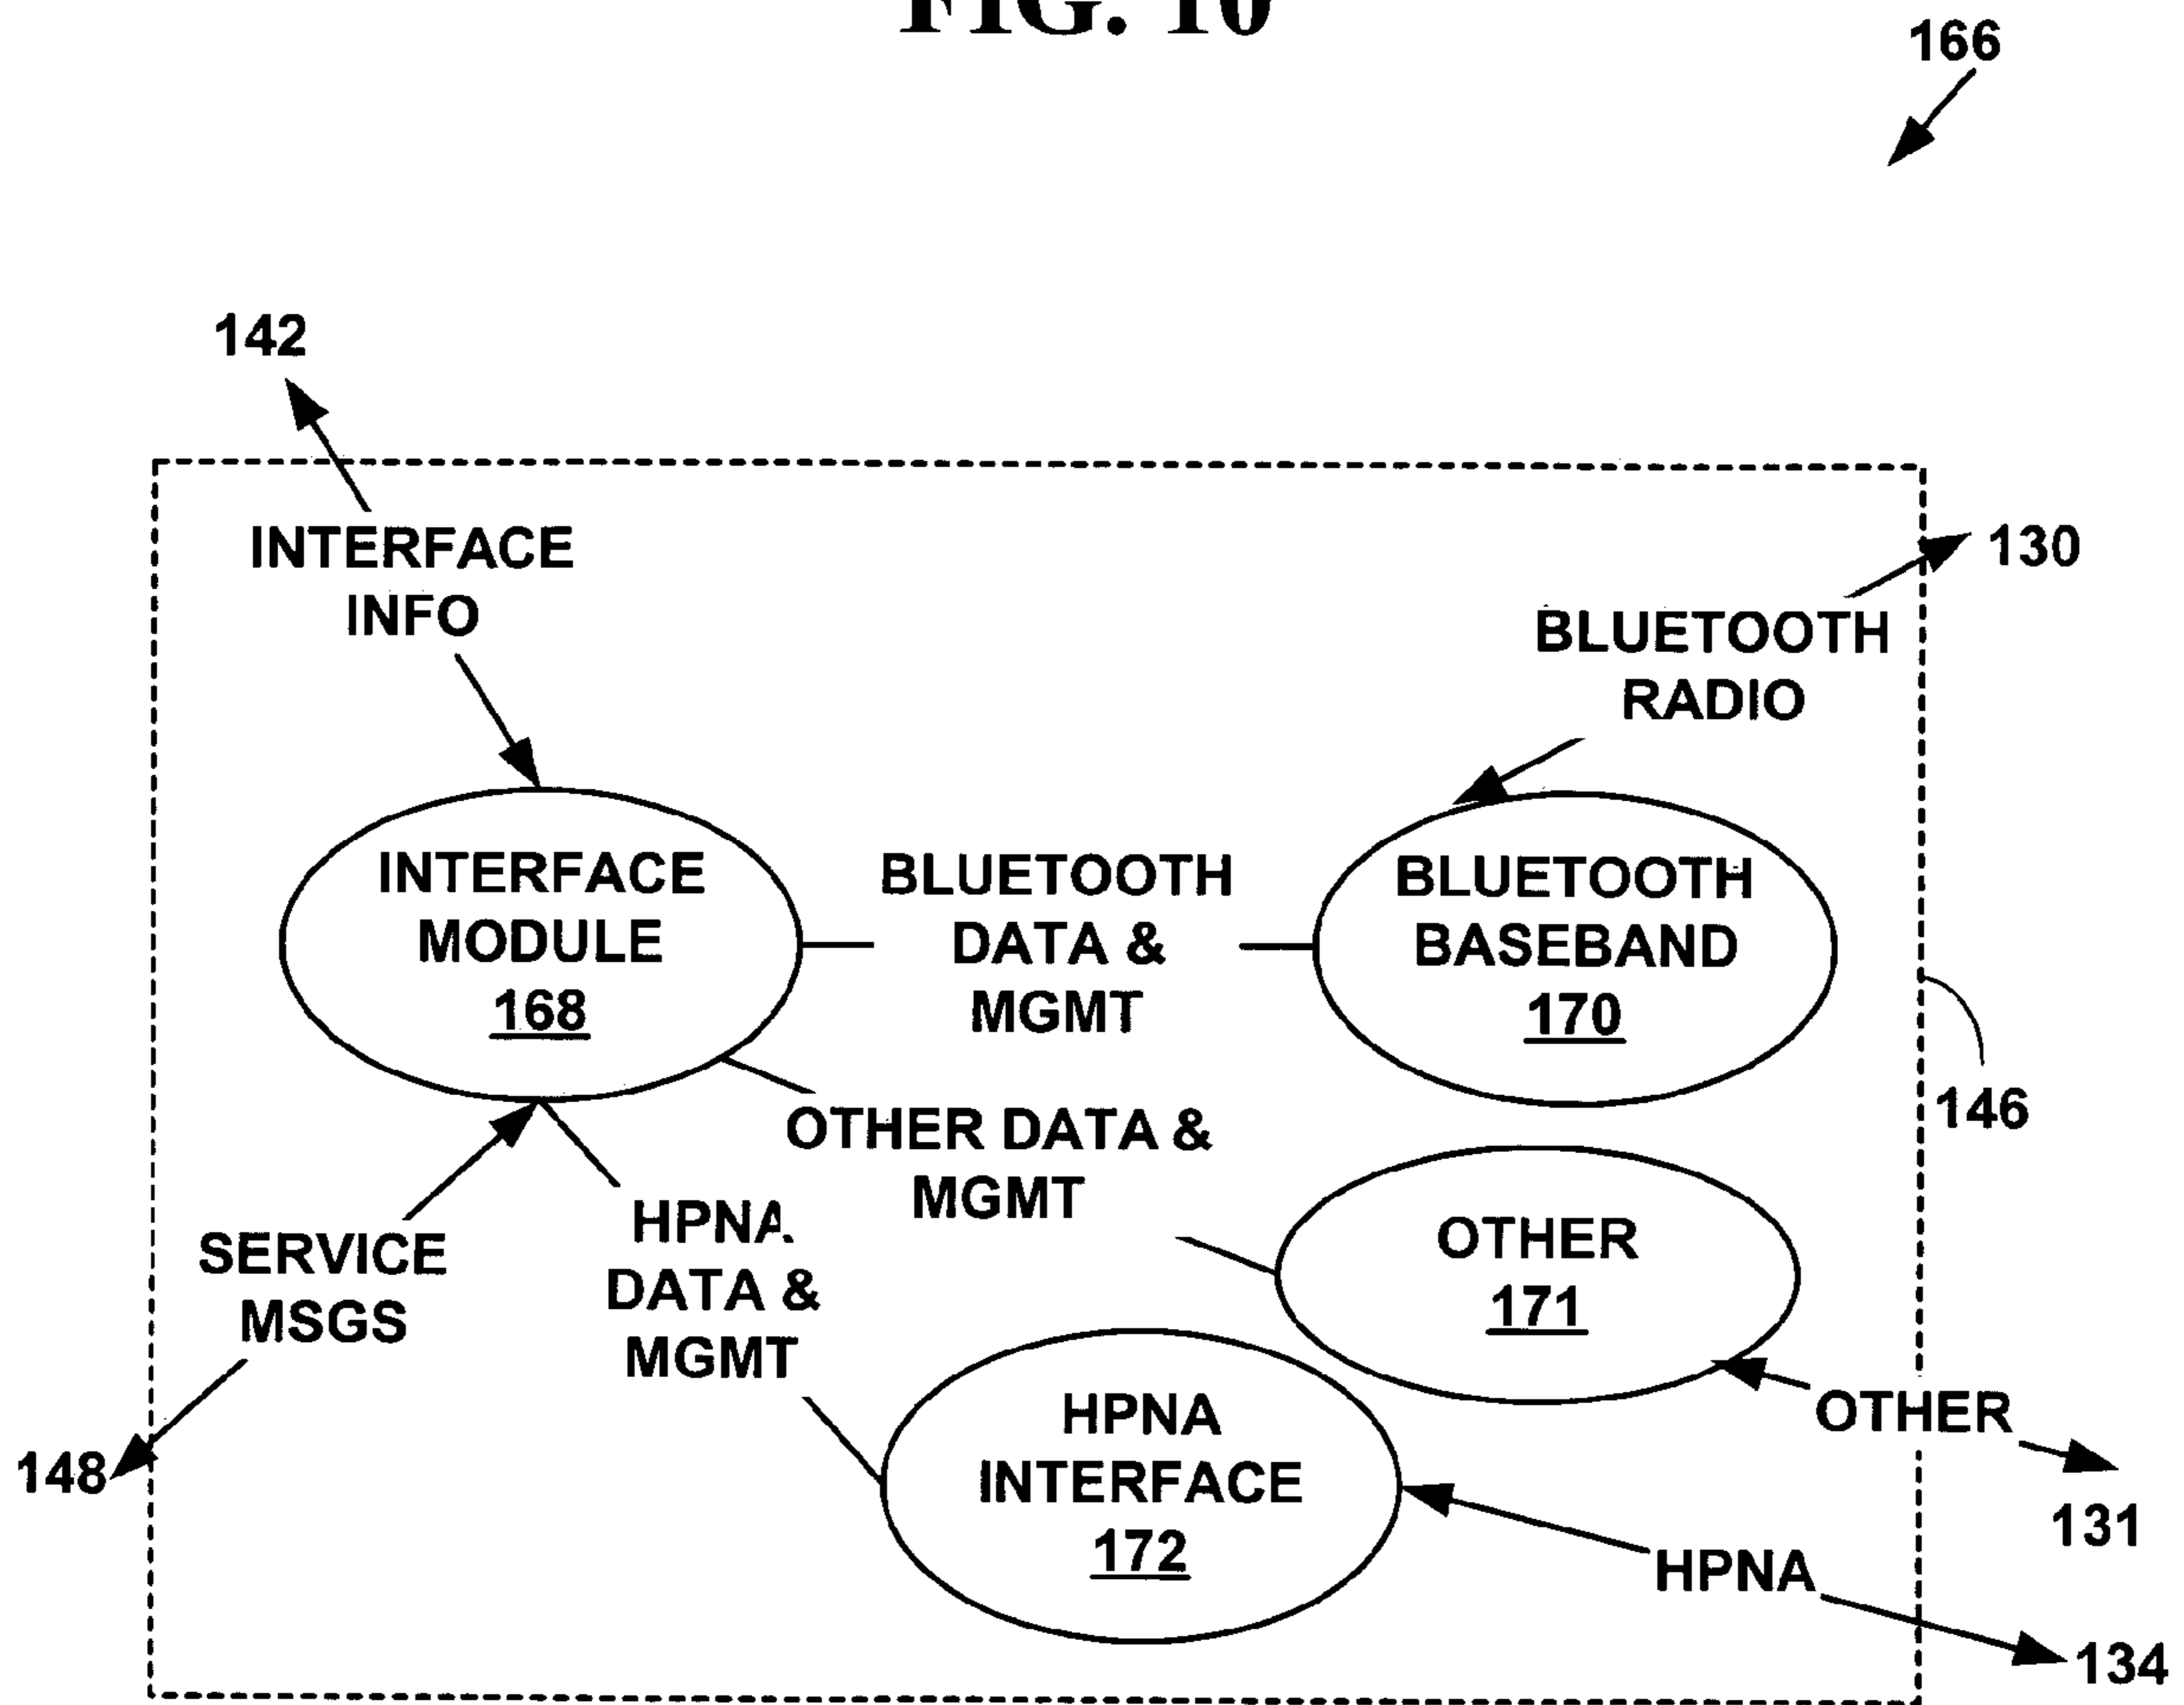 FIG. 10
166
142
INTERFACE
INFO
130
BLUETOOTH
RADIO
INTERFACE
MODULE
168
BLUETOOTH
DATA &
MGMT
BLUETOOTH
BASEBAND
170
146
OTHER DATA &
MGMT
SERVICE
MSGS
HPNA
DATA &
MGMT
OTHER
171
148
HPNA
INTERFACE
172
OTHER
131
HPNA
134